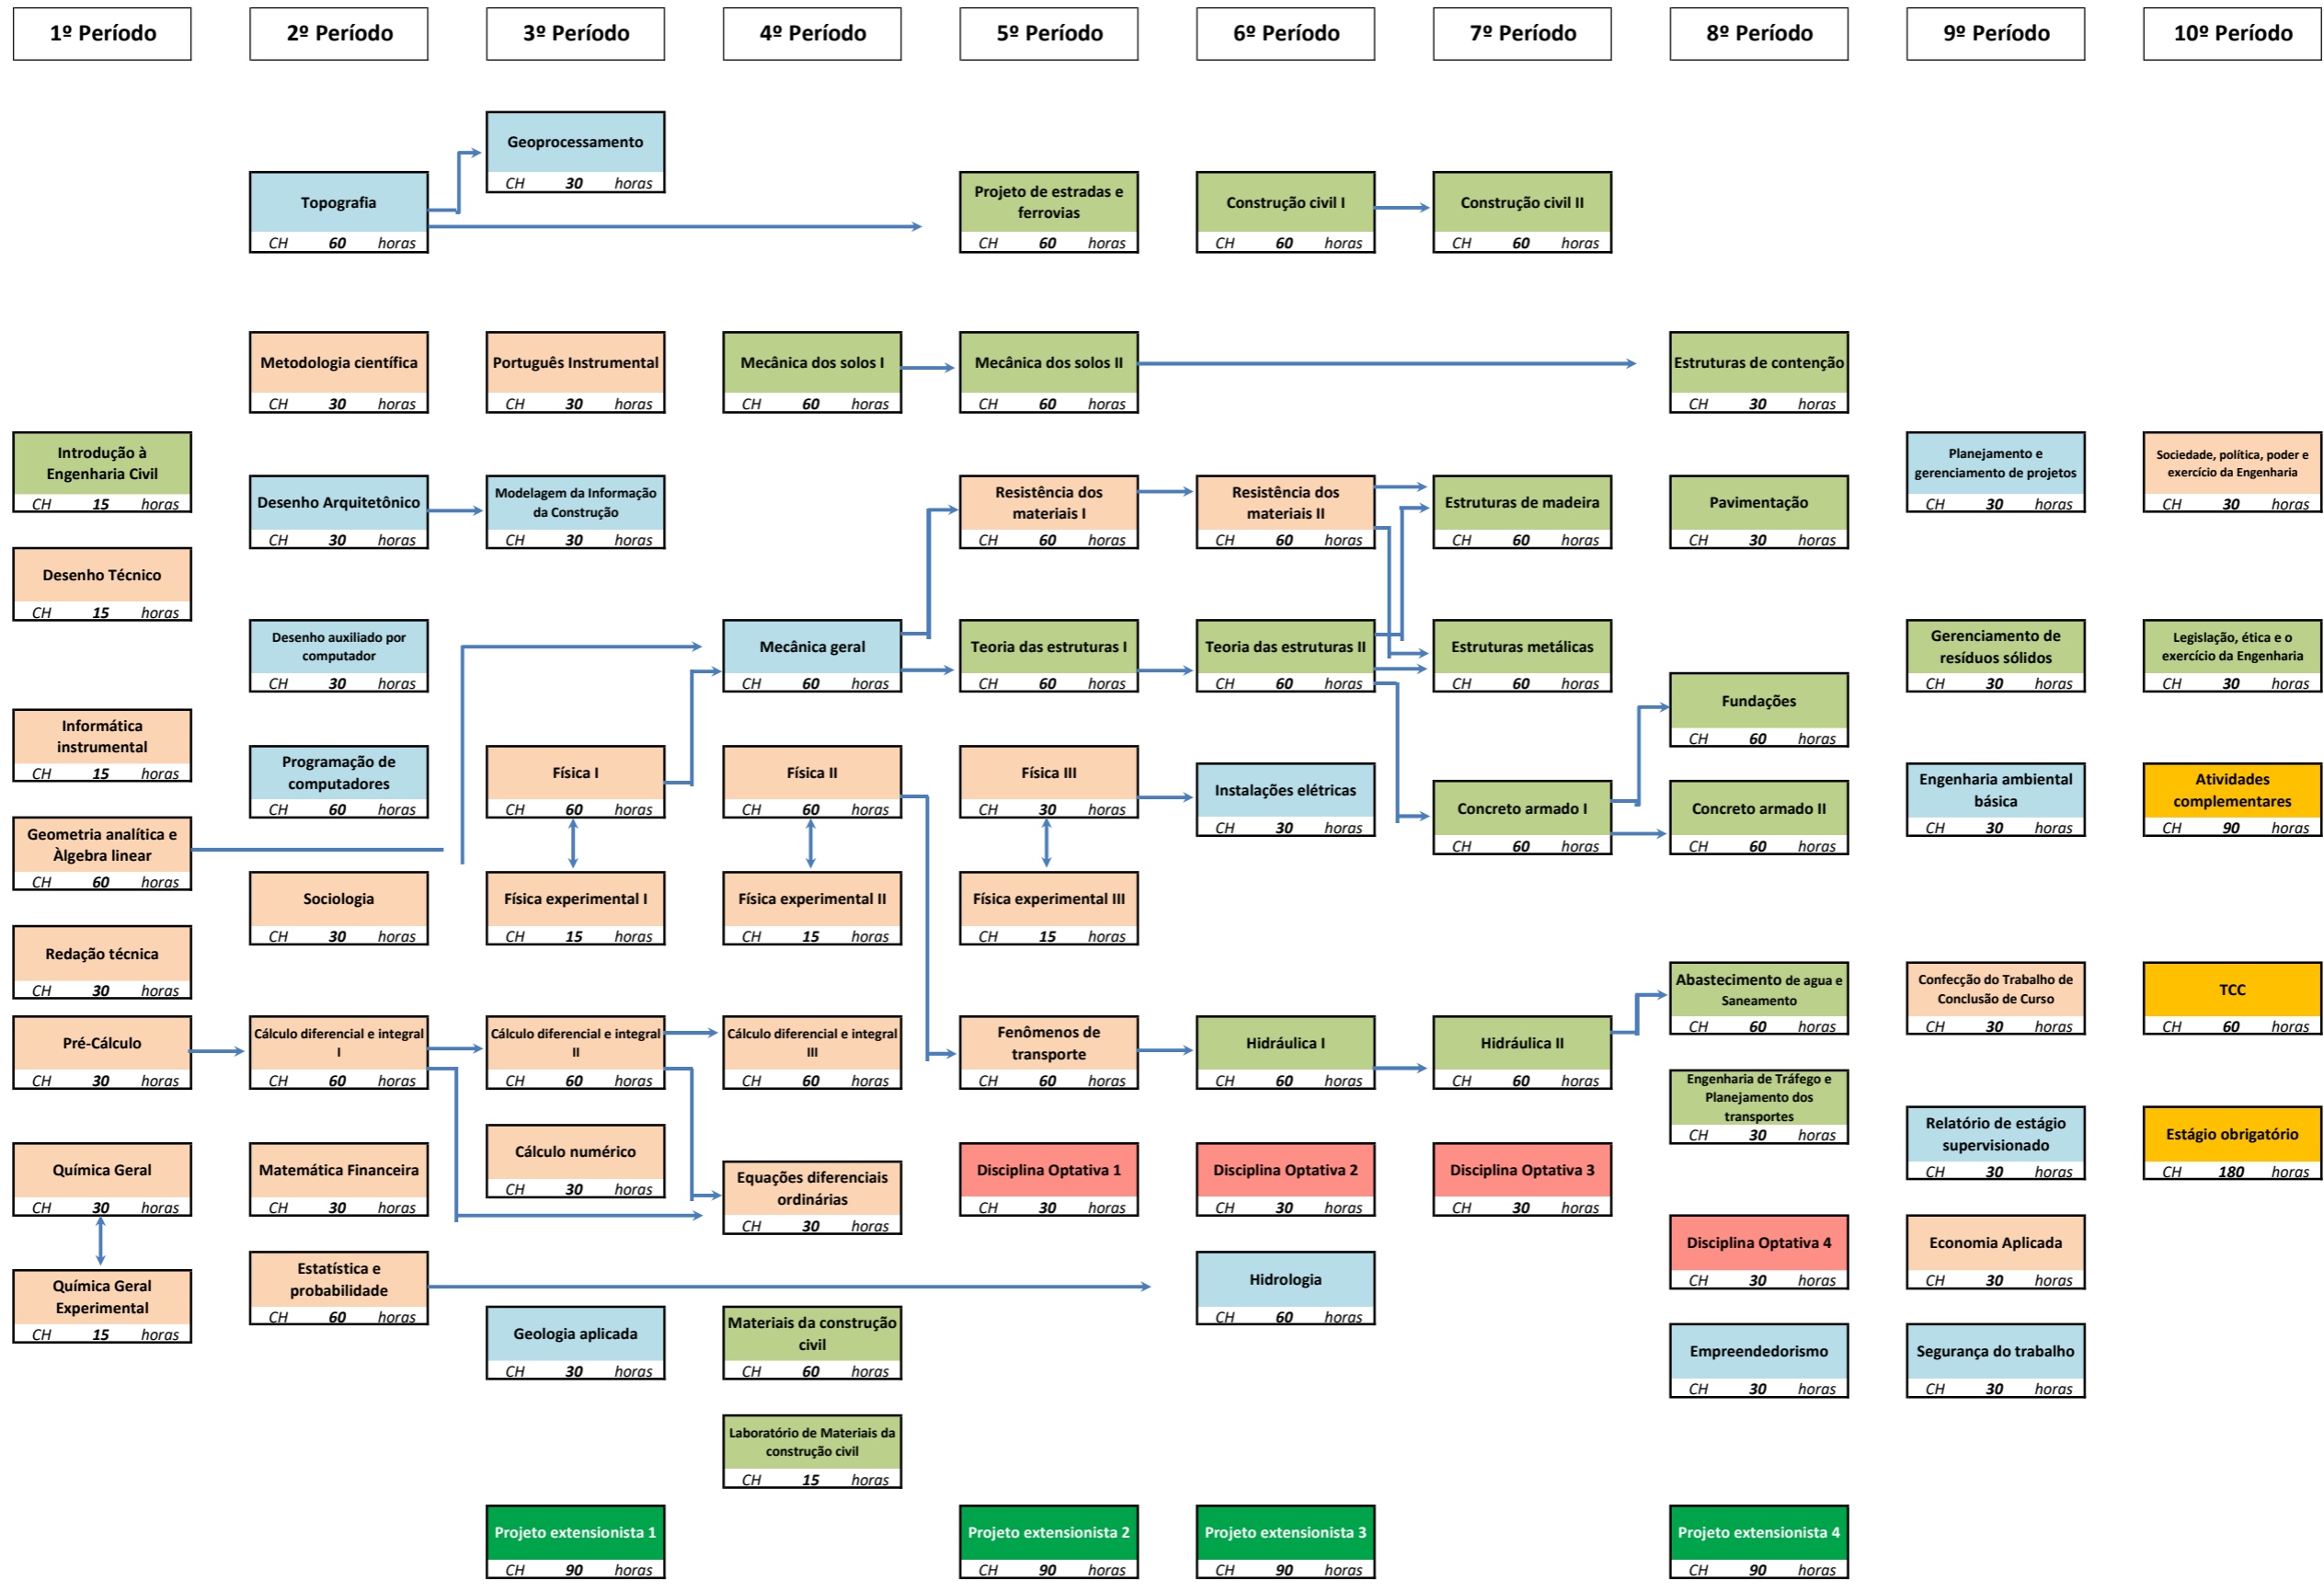 1º Período
2º Período
3º Período
4º Período
5º Período
6º Período
7º Período
8º Período
9º Período
10º Período
Introdução à
Engenharia Civil
CH 15 horas
Desenho Técnico
CH 15 horas
Informática
instrumental
CH 15 horas
Geometria analítica e
Àlgebra linear
CH 60 horas
Redação técnica
CH 30 horas
Pré-Cálculo
CH 30 horas
Química Geral
CH 30 horas
Química Geral
Experimental
CH 15 horas
Topografia
CH 60 horas
Metodologia científica
CH 30 horas
Desenho Arquitetônico
CH 30 horas
Desenho auxiliado por
computador
CH 30 horas
Programação de
computadores
CH 60 horas
Sociologia
CH 30 horas
Cálculo diferencial e integral
I
CH 60 horas
Matemática Financeira
CH 30 horas
Estatística e
probabilidade
CH 60 horas
Geoprocessamento
CH 30 horas
Português Instrumental
CH 30 horas
Modelagem da Informação
da Construção
CH 30 horas
Física I
CH 60 horas
Física experimental I
CH 15 horas
Cálculo diferencial e integral
II
CH 60 horas
Cálculo numérico
CH 30 horas
Geologia aplicada
CH 30 horas
Projeto extensionista 1
CH 90 horas
Mecânica dos solos I
CH 60 horas
Mecânica geral
CH 60 horas
Física II
CH 60 horas
Física experimental II
CH 15 horas
Cálculo diferencial e integral
III
CH 60 horas
Equações diferenciais
ordinárias
CH 30 horas
Materiais da construção
civil
CH 60 horas
Laboratório de Materiais da
construção civil
CH 15 horas
Projeto de estradas e
ferrovias
CH 60 horas
Mecânica dos solos II
CH 60 horas
Resistência dos
materiais I
CH 60 horas
Teoria das estruturas I
CH 60 horas
Física III
CH 30 horas
Física experimental III
CH 15 horas
Fenômenos de
transporte
CH 60 horas
Disciplina Optativa 1
CH 30 horas
Projeto extensionista 2
CH 90 horas
Construção civil I
CH 60 horas
Resistência dos
materiais II
CH 60 horas
Teoria das estruturas II
CH 60 horas
Instalações elétricas
CH 30 horas
Hidráulica I
CH 60 horas
Disciplina Optativa 2
CH 30 horas
Hidrologia
CH 60 horas
Projeto extensionista 3
CH 90 horas
Construção civil II
CH 60 horas
Estruturas de madeira
CH 60 horas
Estruturas metálicas
CH 60 horas
Concreto armado I
CH 60 horas
Hidráulica II
CH 60 horas
Disciplina Optativa 3
CH 30 horas
Estruturas de contenção
CH 30 horas
Pavimentação
CH 30 horas
Fundações
CH 60 horas
Concreto armado II
CH 60 horas
Abastecimento de agua e
Saneamento
CH 60 horas
Engenharia de Tráfego e
Planejamento dos
transportes
CH 30 horas
Disciplina Optativa 4
CH 30 horas
Empreendedorismo
CH 30 horas
Projeto extensionista 4
CH 90 horas
Planejamento e
gerenciamento de projetos
CH 30 horas
Gerenciamento de
resíduos sólidos
CH 30 horas
Engenharia ambiental
básica
CH 30 horas
Confecção do Trabalho de
Conclusão de Curso
CH 30 horas
Relatório de estágio
supervisionado
CH 30 horas
Economia Aplicada
CH 30 horas
Segurança do trabalho
CH 30 horas
Sociedade, política, poder e
exercício da Engenharia
CH 30 horas
Legislação, ética e o
exercício da Engenharia
CH 30 horas
Atividades
complementares
CH 90 horas
TCC
CH 60 horas
Estágio obrigatório
CH 180 horas